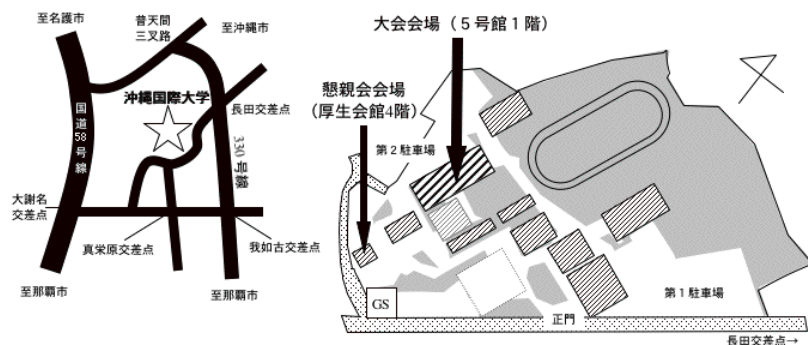 至名護市
普天間
三叉路
至沖縄市
沖縄国際大学
長田交差点
国道58号線
330号線
大謝名
交差点
真栄原交差点
我如古交差点
至那覇市
至那覇市
大会会場(５号館１階)
懇親会会場
(厚生会館4階)
第２駐車場
第１駐車場
GS
正門
長田交差点→